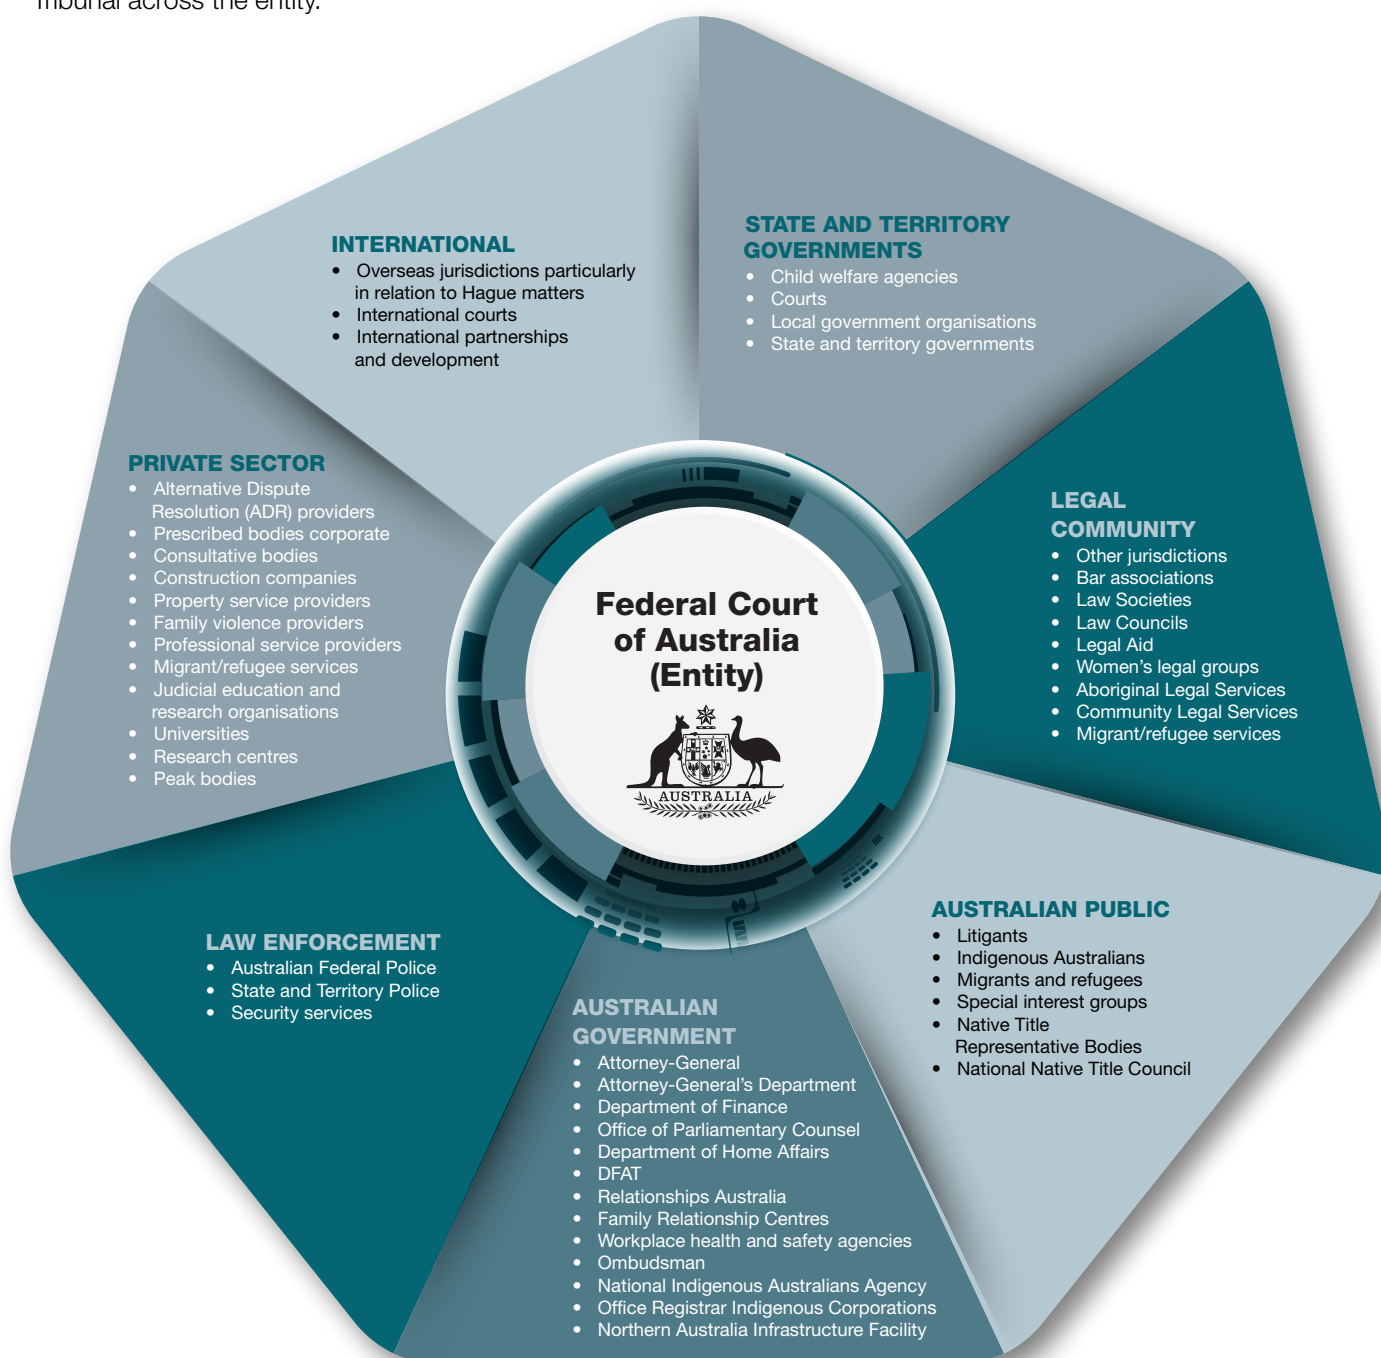 Tribunal across the entity.
INTERNATIONAL
• Overseas jurisdictions particularly
in relation to Hague matters
• International courts
• International partnerships
and development
STATE AND TERRITORY
GOVERNMENTS
• Child welfare agencies
• Courts
• Local government organisations
• State and territory governments
PRIVATE SECTOR
• Alternative Dispute
Resolution (ADR) providers
• Prescribed bodies corporate
• Consultative bodies
• Construction companies
• Property service providers
• Family violence providers
• Professional service providers
• Migrant/refugee services
• Judicial education and
research organisations
• Universities
• Research centres
• Peak bodies
LEGAL
COMMUNITY
• Other jurisdictions
• Bar associations
• Law Societies
• Law Councils
• Legal Aid
• Women's legal groups
• Aboriginal Legal Services
• Community Legal Services
• Migrant/refugee services
Federal Court
of Australia
(Entity)
AUSTRALIA
LAW ENFORCEMENT
• Australian Federal Police
• State and Territory Police
• Security services
AUSTRALIAN
GOVERNMENT
• Attorney-General
• Attorney-General's Department
• Department of Finance
• Office of Parliamentary Counsel
• Department of Home Affairs
• DFAT
• Relationships Australia
• Family Relationship Centres
• Workplace health and safety agencies
• Ombudsman
• National Indigenous Australians Agency
• Office Registrar Indigenous Corporations
• Northern Australia Infrastructure Facility
AUSTRALIAN PUBLIC
• Litigants
• Indigenous Australians
• Migrants and refugees
• Special interest groups
• Native Title
Representative Bodies
• National Native Title Council